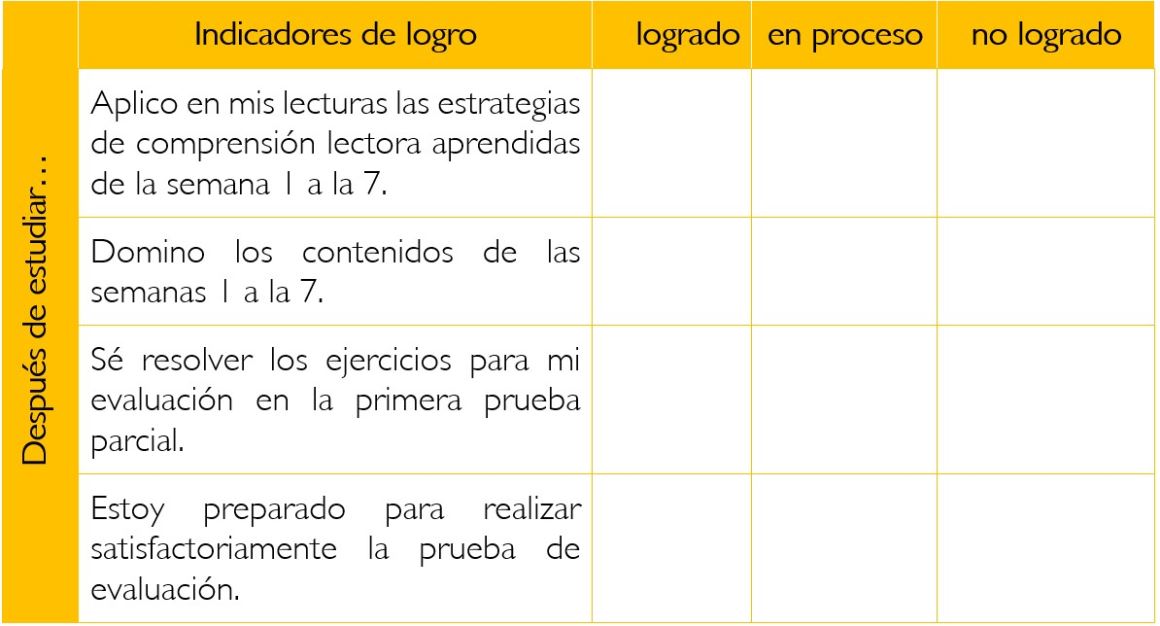 Indicadores de logro logrado en proceso no logrado
Después de estudiar...
Aplico en mis lecturas las estrategias
de comprensión lectora aprendidas
de la semana 1 a la 7.
Domino los contenidos de las
semanas 1 a la 7.
Sé resolver los ejercicios para mi
evaluación en la primera prueba
parcial.
Estoy preparado para realizar
satisfactoriamente la prueba de
evaluación.